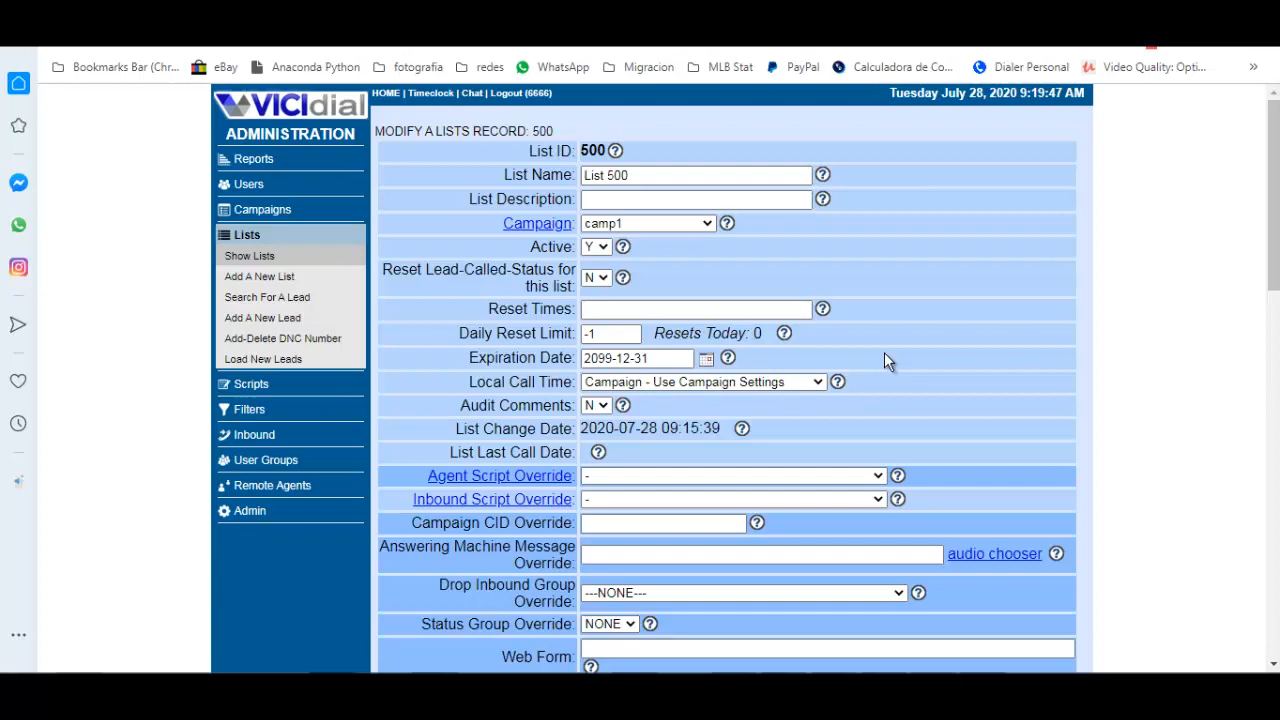 Bookmarks Bar (Chr... eBay Anaconda Python fotografia redes WhatsApp Migracion MLB Stat PayPal Calculadora de Co... Dialer Personal Video Quality: Opti... »
VICIdial
HOME | Timeclock | Chat | Logout (6666) Tuesday July 28, 2020 9:19:47 AM
ADMINISTRATION
Reports
Users
Campaigns
Lists
Show Lists
Add A New List
Search For A Lead
Add A New Lead
Add-Delete DNC Number
Load New Leads
Scripts
Filters
Inbound
User Groups
Remote Agents
Admin
MODIFY A LISTS RECORD: 500
List ID: 500
List Name: List 500
List Description:
Campaign: camp1
Active: Y
Reset Lead-Called-Status for
this list: N
Reset Times:
Daily Reset Limit: -1 Resets Today: 0
Expiration Date: 2099-12-31
Local Call Time: Campaign - Use Campaign Settings
Audit Comments: N
List Change Date: 2020-07-28 09:15:39
List Last Call Date:
Agent Script Override: -
Inbound Script Override: -
Campaign CID Override:
Answering Machine Message
Override: audio chooser
Drop Inbound Group
Override: ---NONE---
Status Group Override: NONE
Web Form: